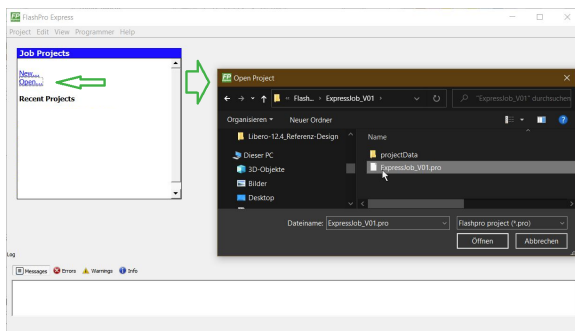 FP FlashPro Express
Project Edit View Programmer Help
Job Projects
New...
Open...
Recent Projects
FP Open Project
« Flash... › ExpressJob_V01 ›
"ExpressJob_V01" durchsuchen
Organisieren Neuer Ordner
Libero-12.4_Referenz-Design
Dieser PC
3D-Objekte
Bilder
Desktop
Name
projectData
ExpressJob_V01.pro
Dateiname: ExpressJob_V01.pro
Flashpro project (*.pro)
Öffnen Abbrechen
Log
Messages Errors Warnings Info